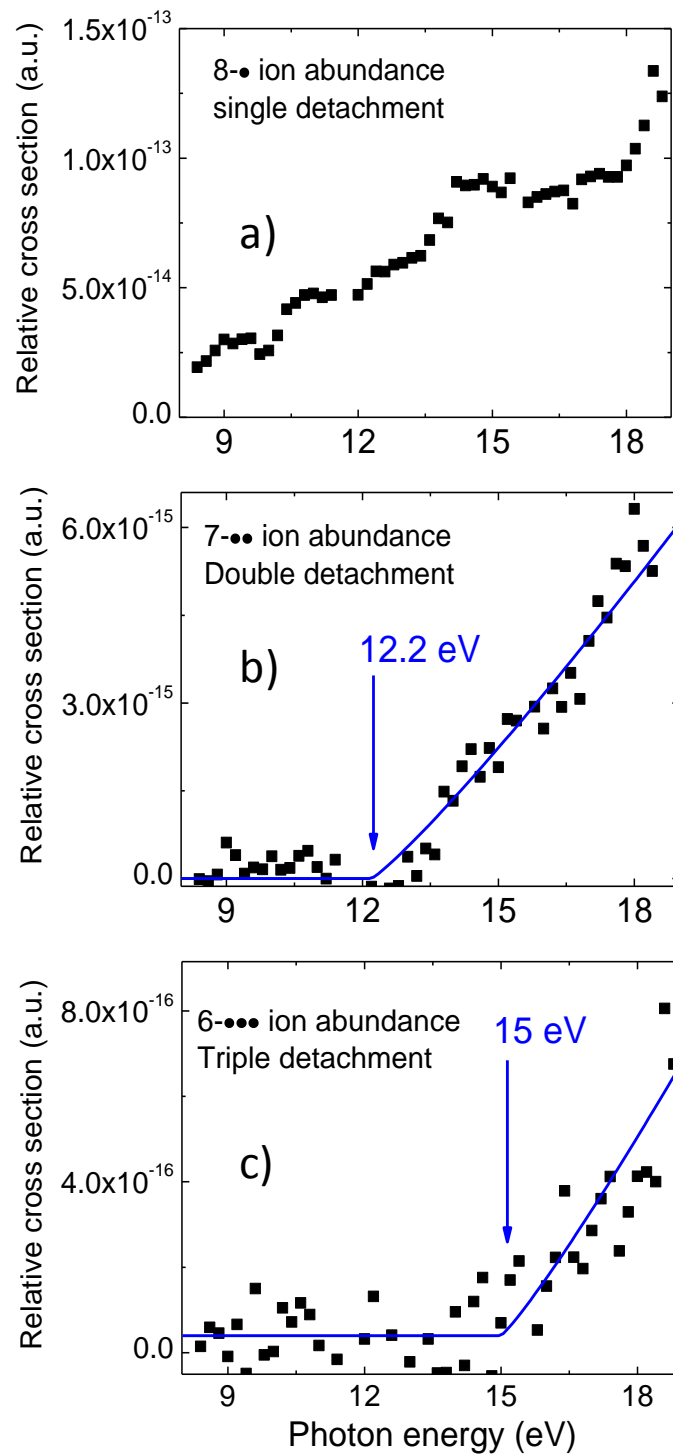 Relative cross section (a.u.)
1.5x10⁻¹³
1.0x10⁻¹³
5.0x10⁻¹⁴
0.0
8-• ion abundance
single detachment
a)
9 12 15 18
Relative cross section (a.u.)
6.0x10⁻¹⁵
3.0x10⁻¹⁵
0.0
7-•• ion abundance
Double detachment
b)
12.2 eV
9 12 15 18
Relative cross section (a.u.)
8.0x10⁻¹⁶
4.0x10⁻¹⁶
0.0
6-••• ion abundance
Triple detachment
15 eV
c)
9 12 15 18
Photon energy (eV)